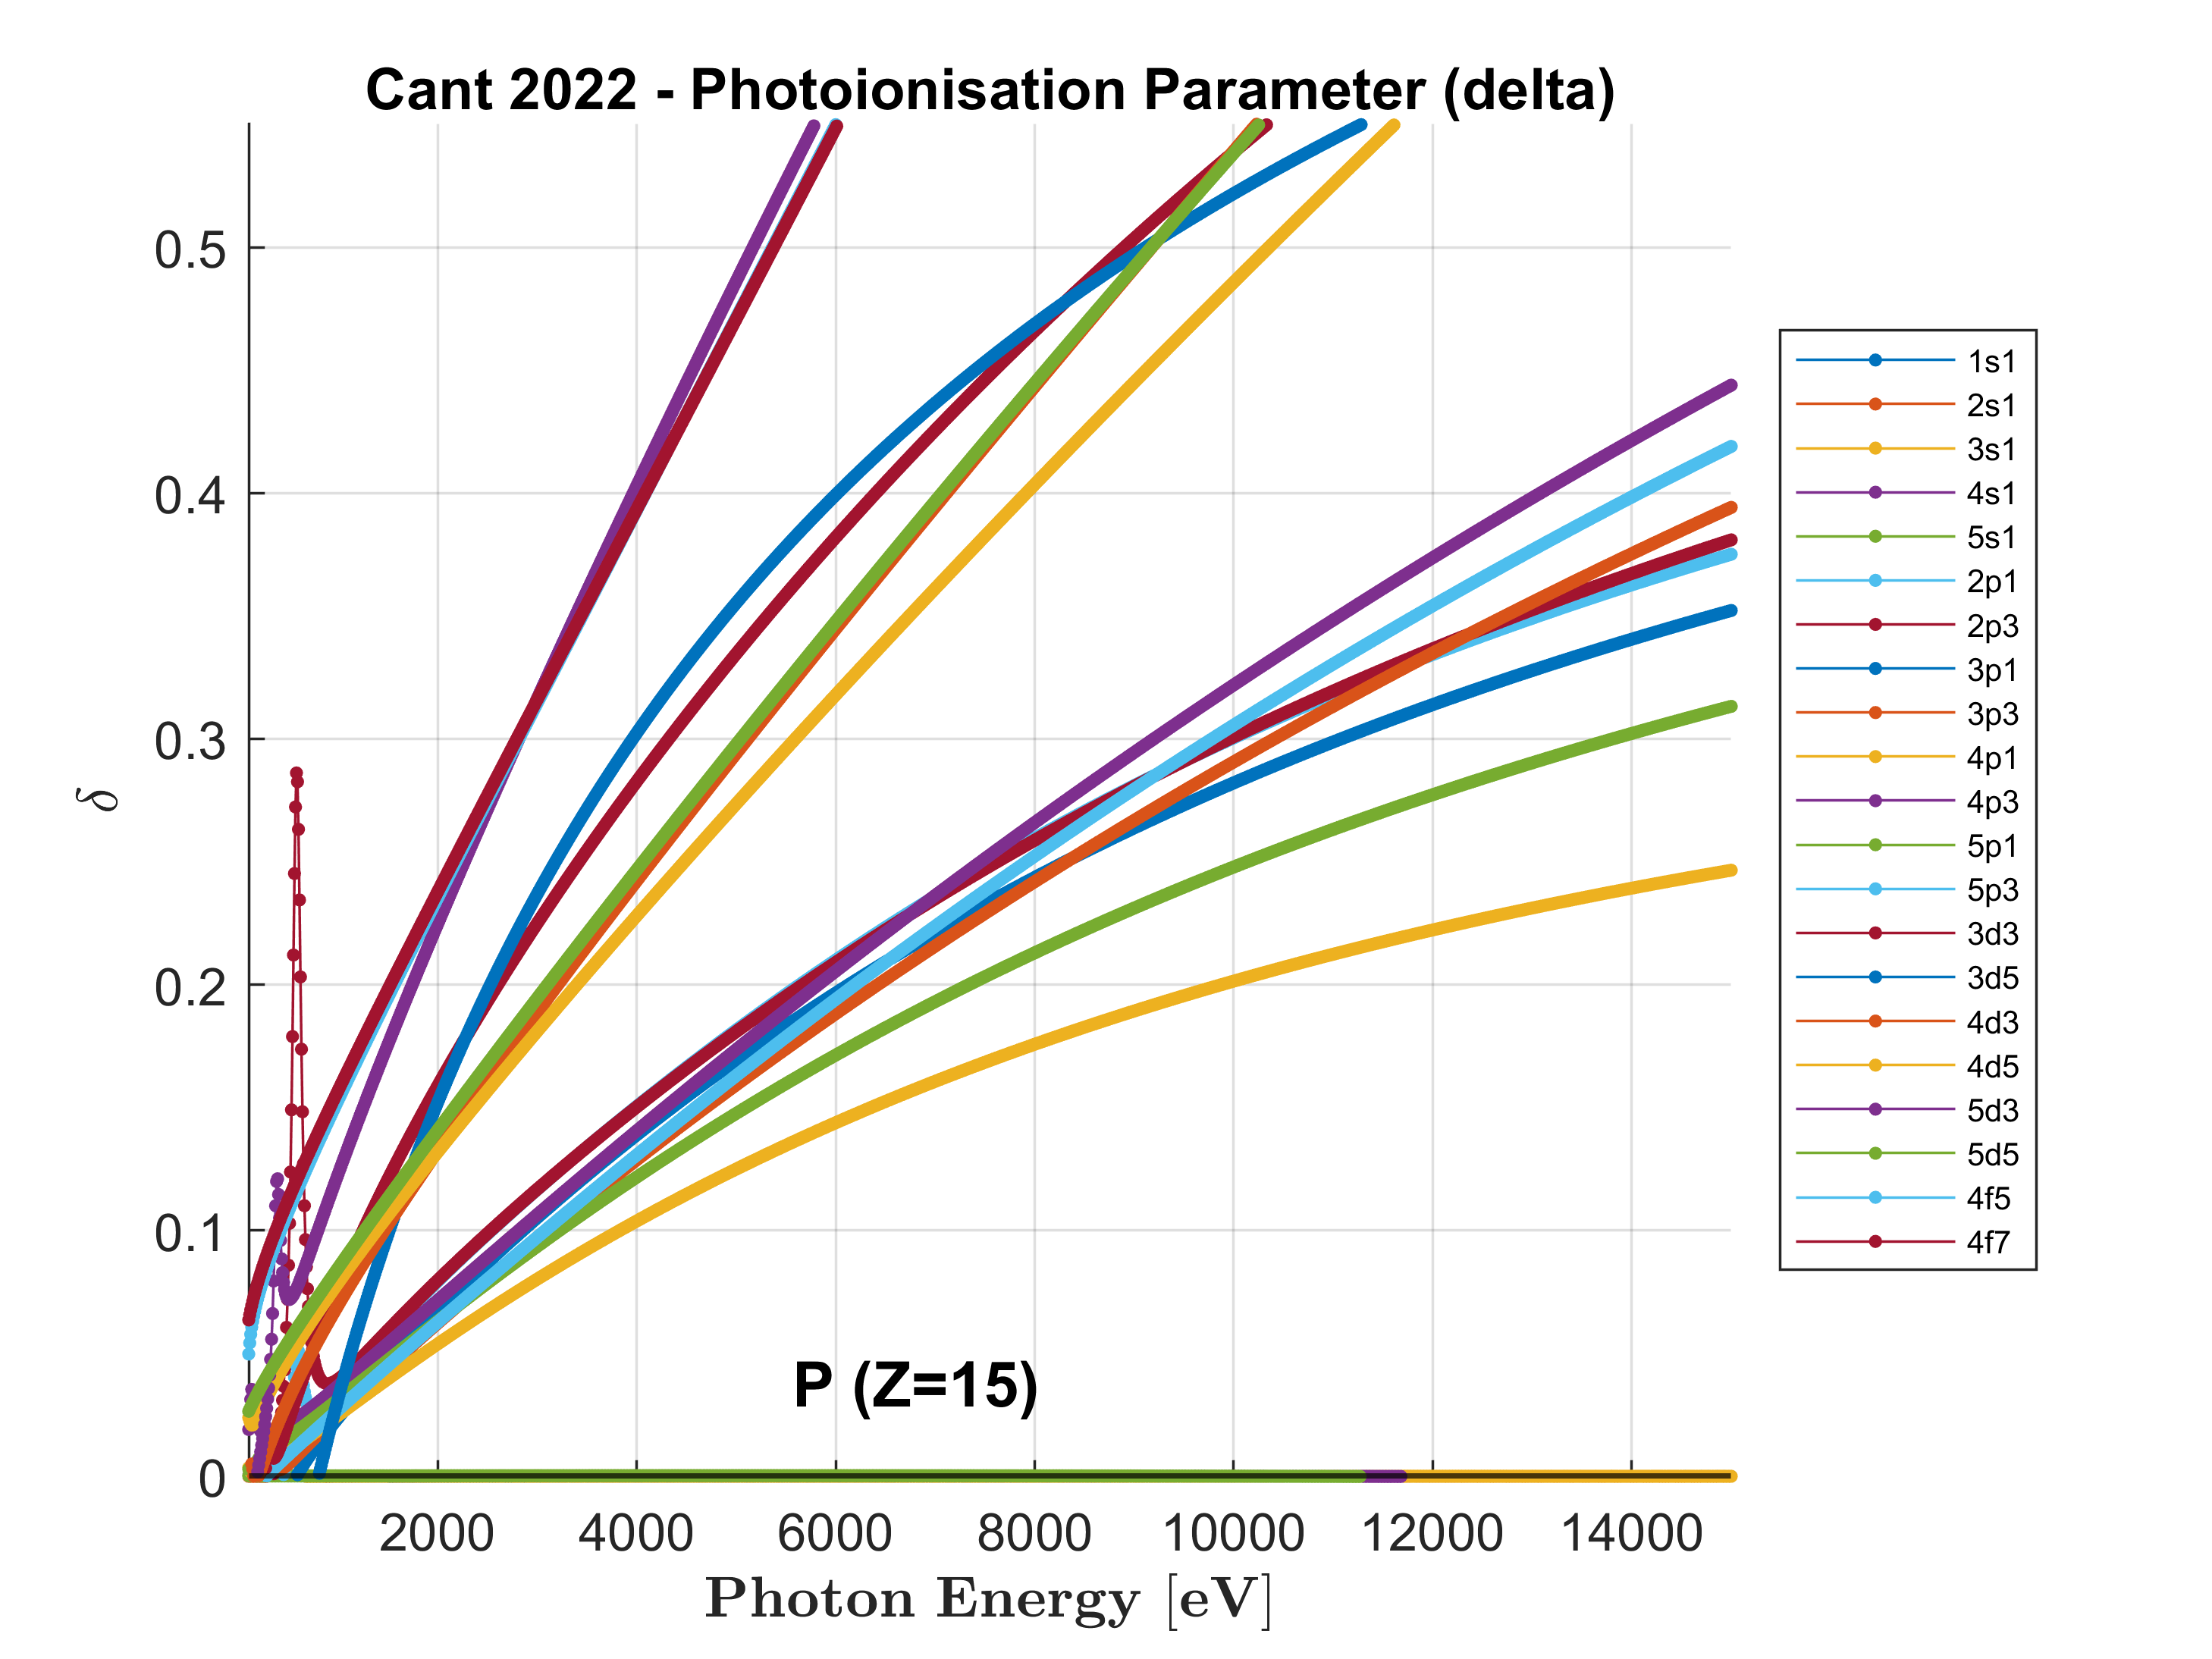 Cant 2022 - Photoionisation Parameter (delta)
0.5
0.4
0.3
0.2
0.1
0
δ
2000 4000 6000 8000 10000 12000 14000
Photon Energy [eV]
P (Z=15)
1s1
2s1
3s1
4s1
5s1
2p1
2p3
3p1
3p3
4p1
4p3
5p1
5p3
3d3
3d5
4d3
4d5
5d3
5d5
4f5
4f7